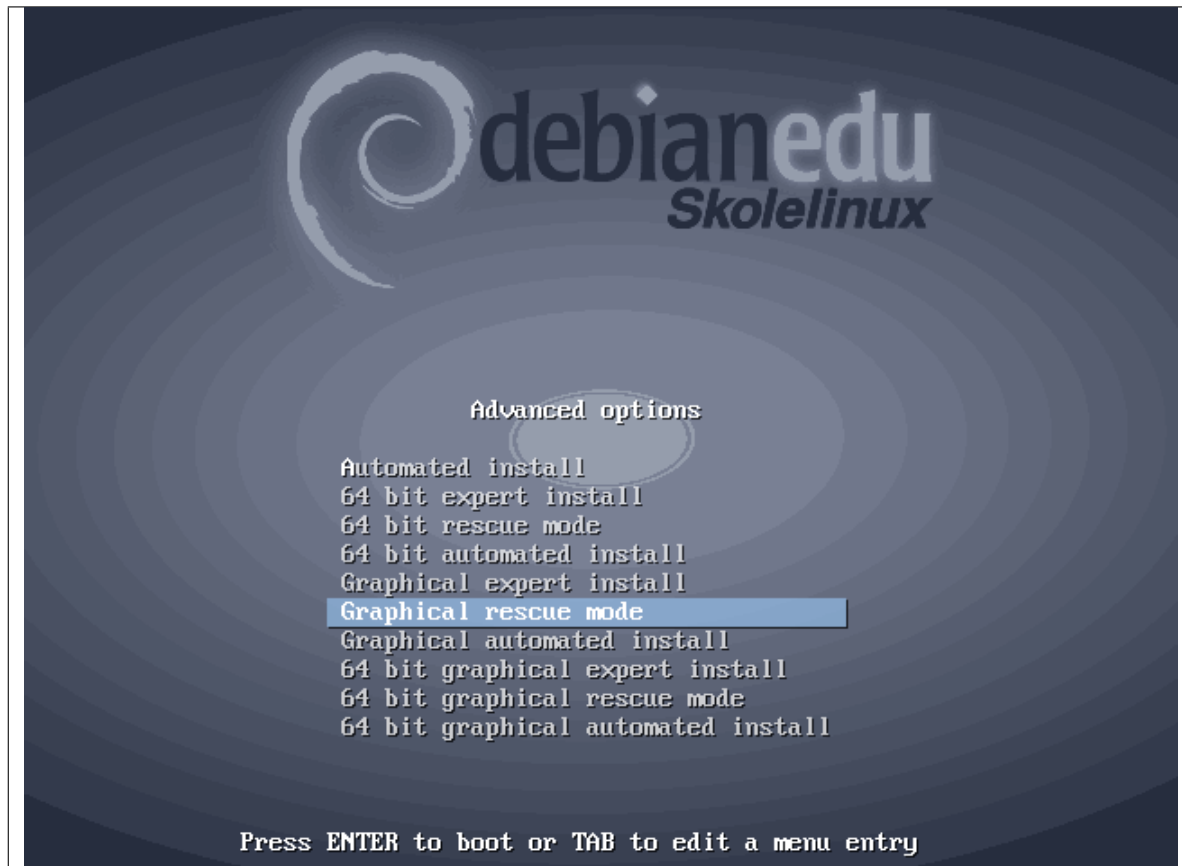 debianedu
Skolelinux
Advanced options
Automated install
64 bit expert install
64 bit rescue mode
64 bit automated install
Graphical expert install
Graphical rescue mode
Graphical automated install
64 bit graphical expert install
64 bit graphical rescue mode
64 bit graphical automated install
Press ENTER to boot or TAB to edit a menu entry